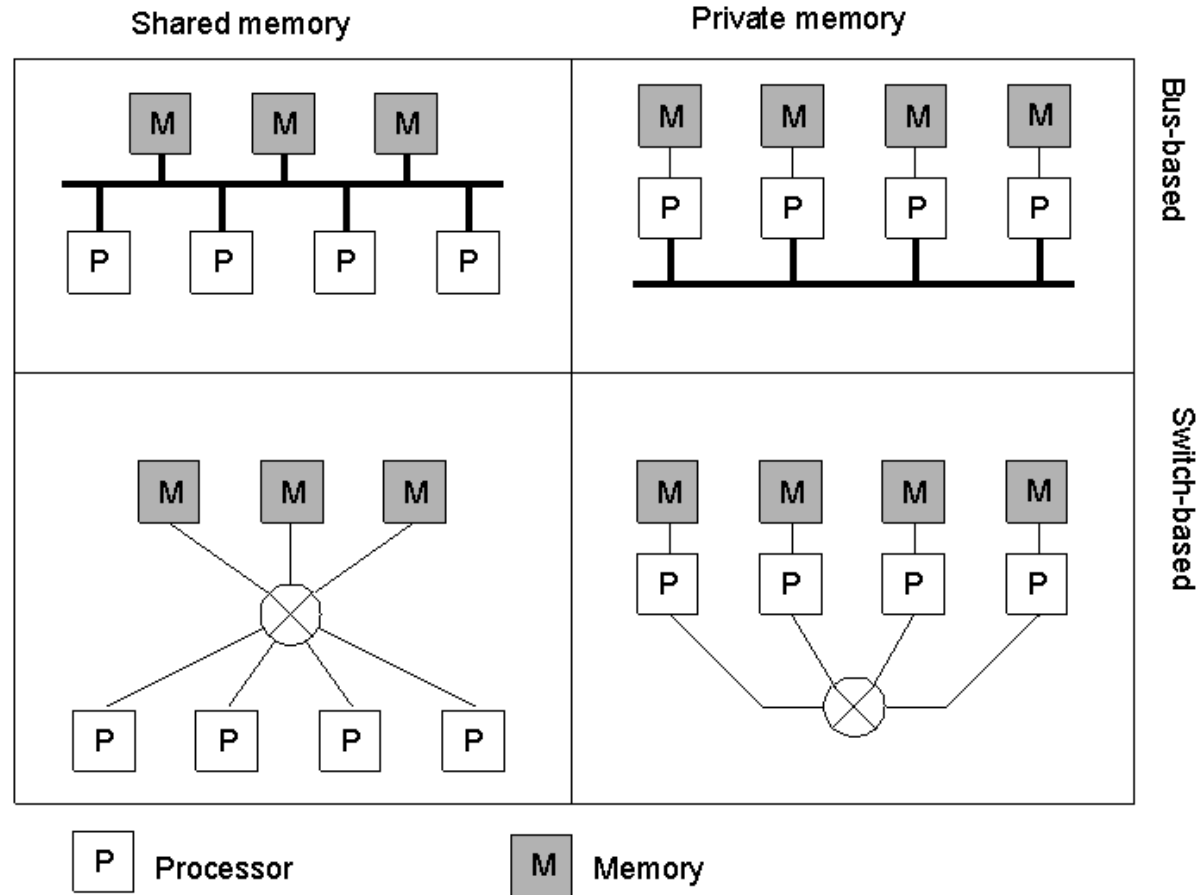 Shared memory
Private memory
M M M
P P P P
M M M M
P P P P
Bus-based
M M M
P P P P
M M M M
P P P P
Switch-based
P Processor
M Memory